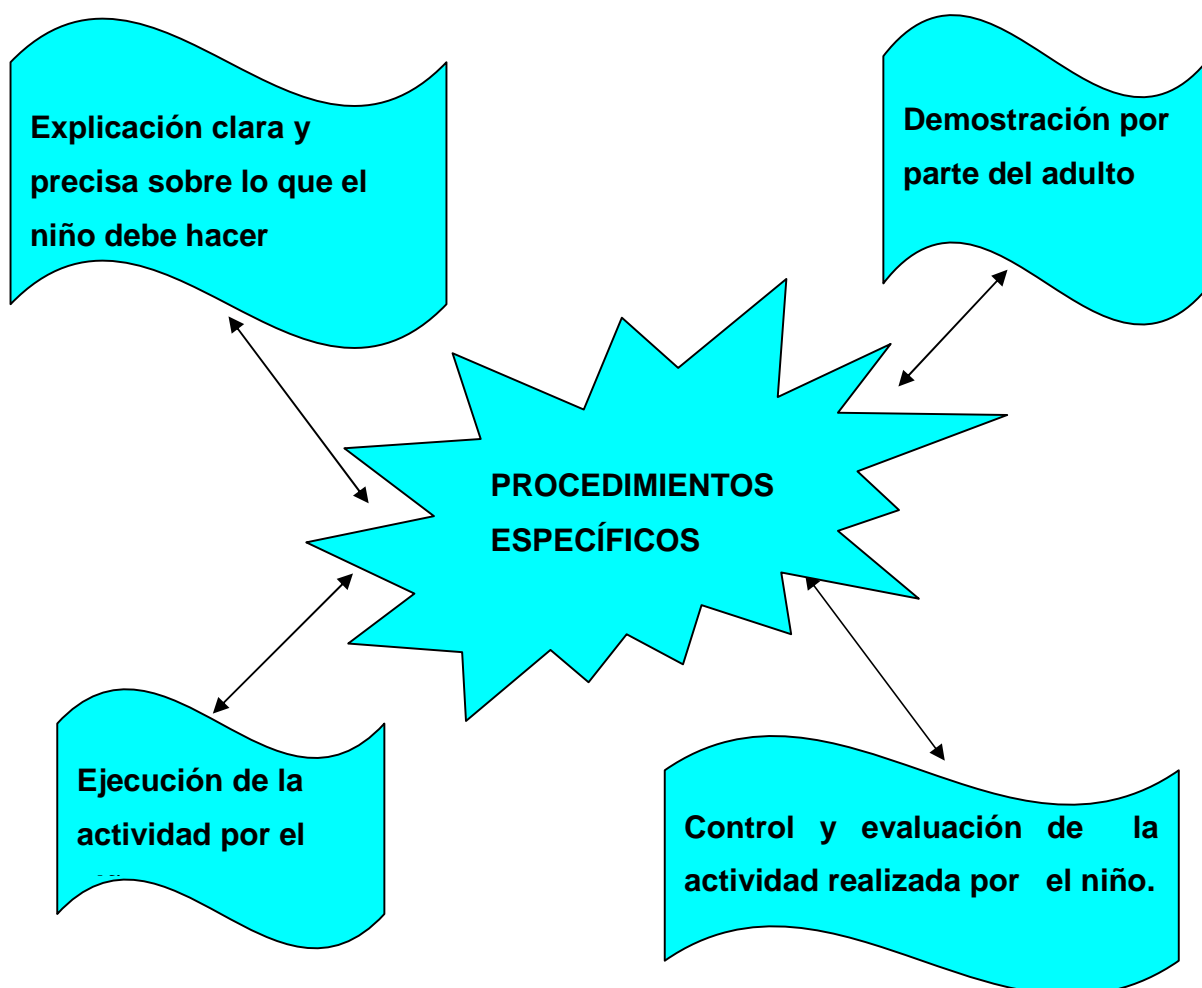 Explicación clara y
precisa sobre lo que el
niño debe hacer
Demostración por
parte del adulto
PROCEDIMIENTOS
ESPECÍFICOS
Ejecución de la
actividad por el
Control y evaluación de la
actividad realizada por el niño.